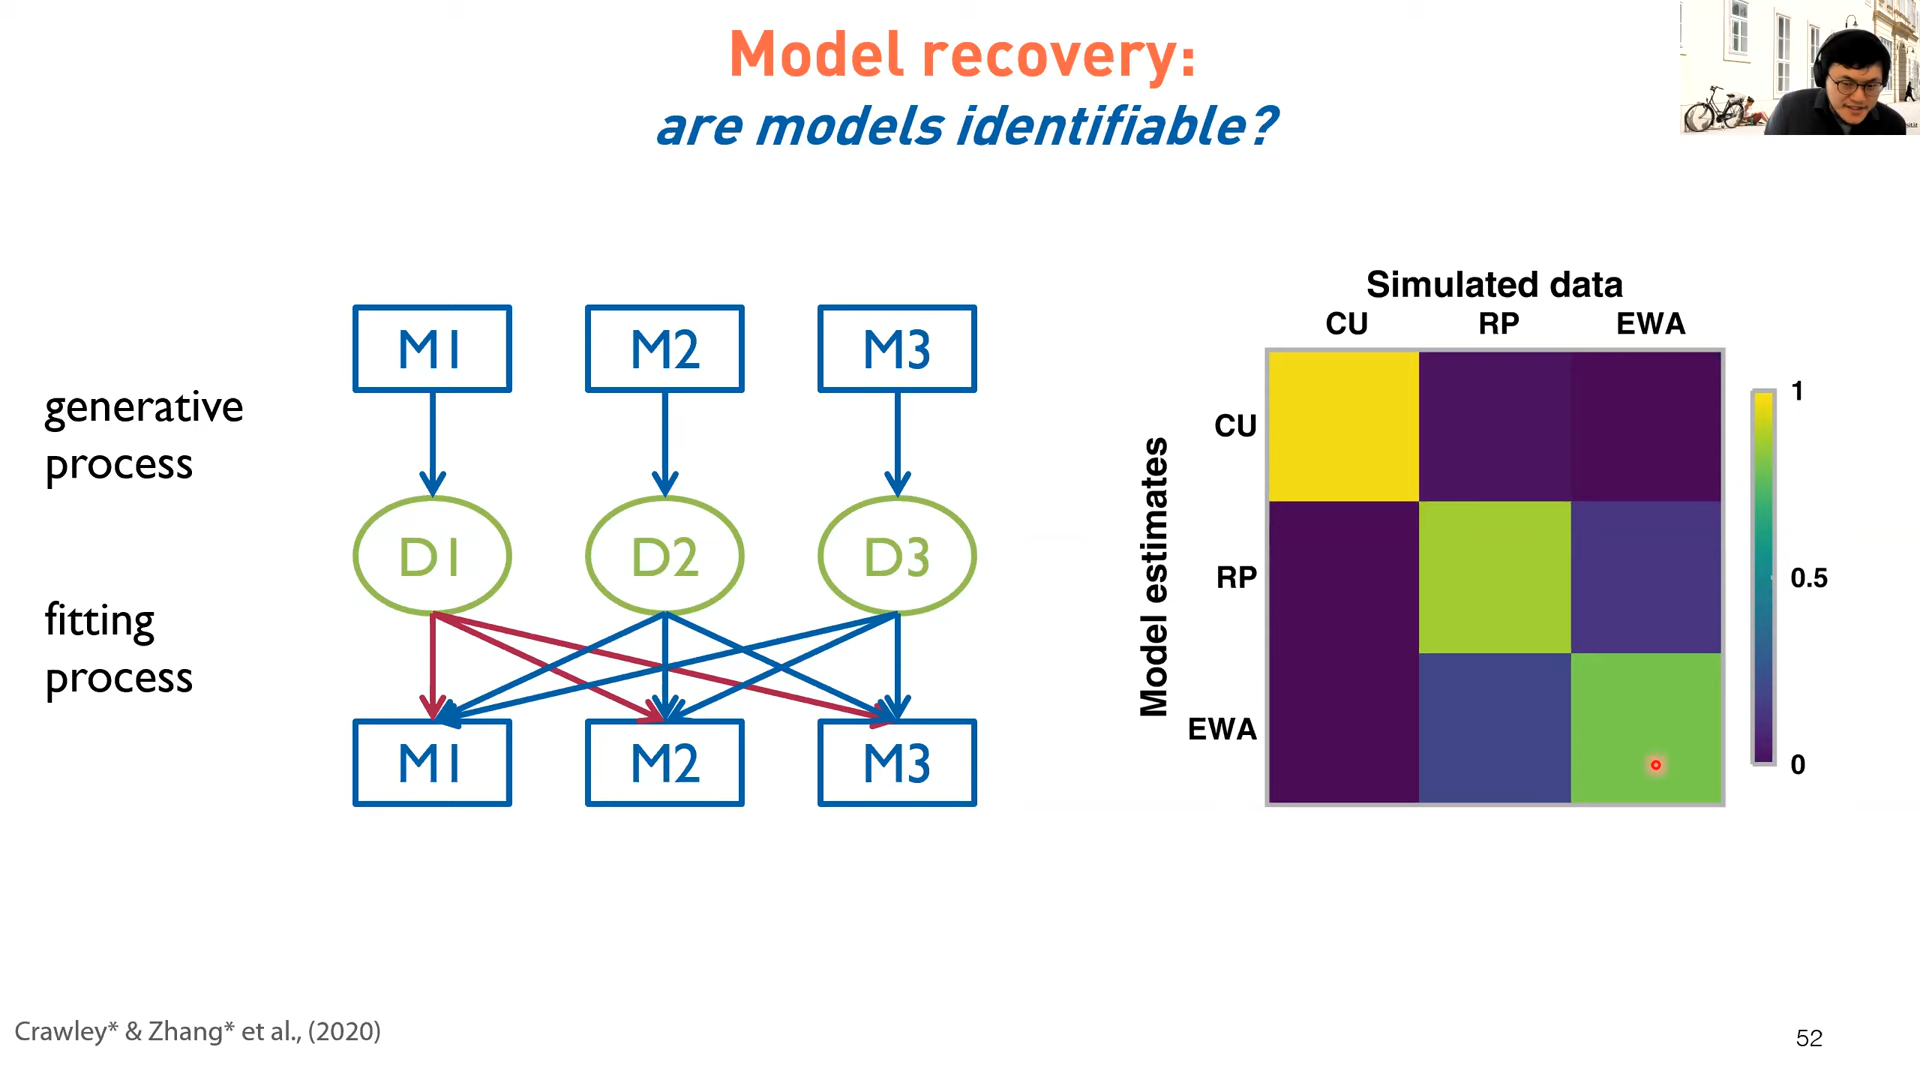 Model recovery:
are models identifiable?
generative
process
fitting
process
M1 M2 M3
D1 D2 D3
M1 M2 M3
Simulated data
CU RP EWA
Model estimates
CU
RP
EWA
1
0.5
0
Crawley* & Zhang* et al., (2020)
52